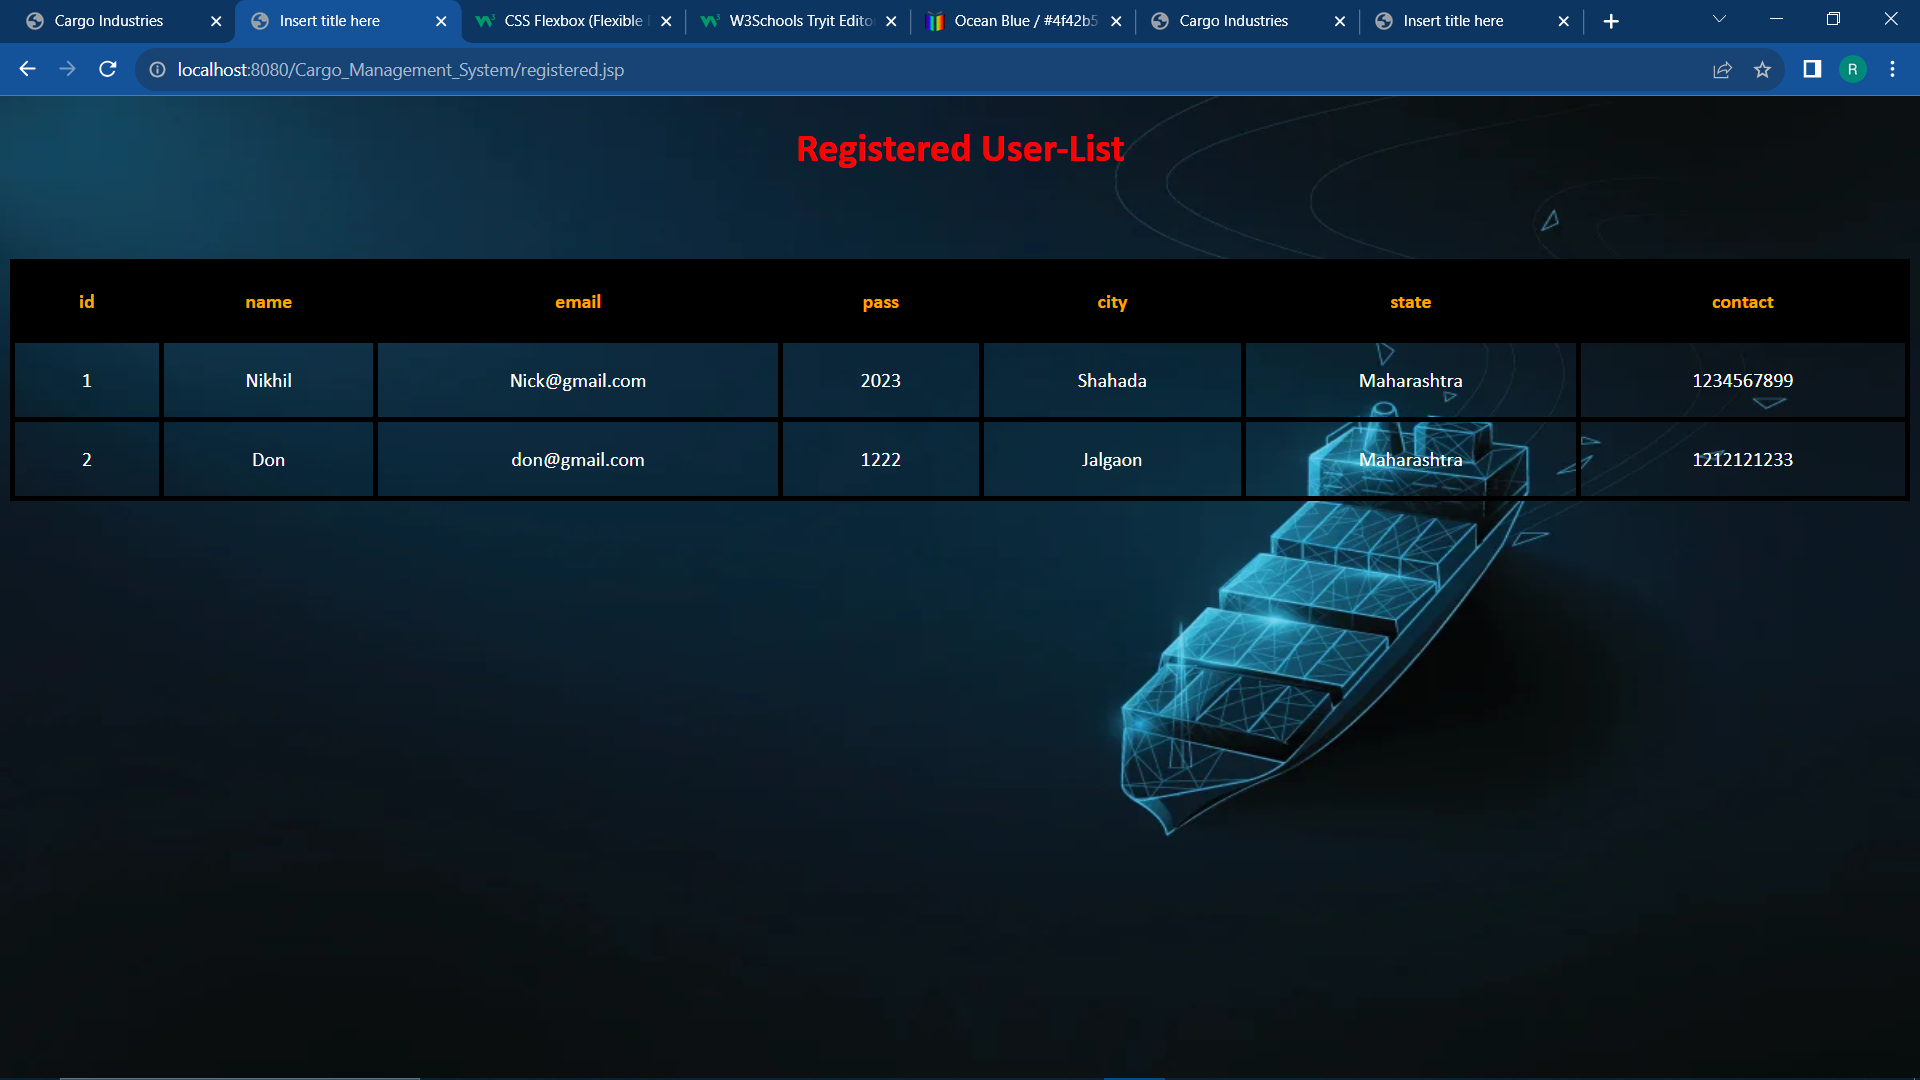 Cargo Industries Insert title here CSS Flexbox (Flexible W3Schools Tryit Edito Ocean Blue / #4f42b5 Cargo Industries Insert title here
localhost:8080/Cargo_Management_System/registered.jsp R
Registered User-List
id name email pass city state contact
1 Nikhil Nick@gmail.com 2023 Shahada Maharashtra 1234567899
2 Don don@gmail.com 1222 Jalgaon Maharashtra 1212121233